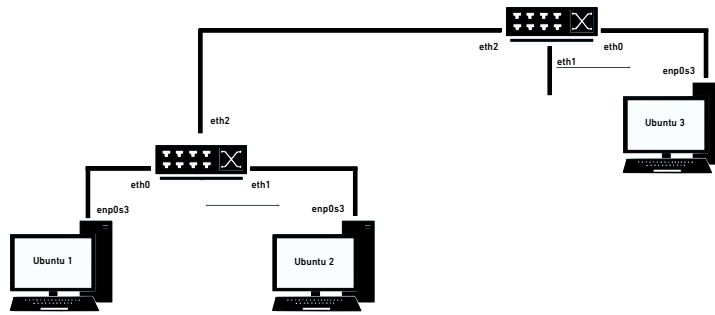 eth2
eth0
eth1
enp0s3
Ubuntu 3
eth2
eth0
eth1
enp0s3
enp0s3
Ubuntu 1
Ubuntu 2